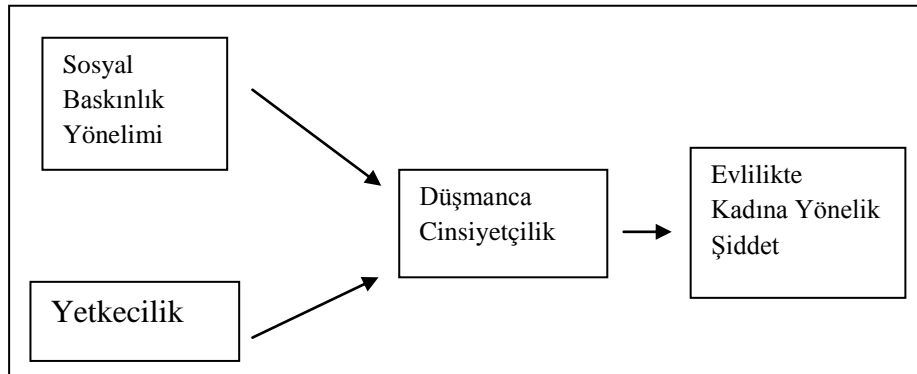 Sosyal
Baskınlık
Yönelimi
Düşmanca
Cinsiyetçilik
Evlilikte
Kadına Yönelik
Şiddet
Yetkecilik